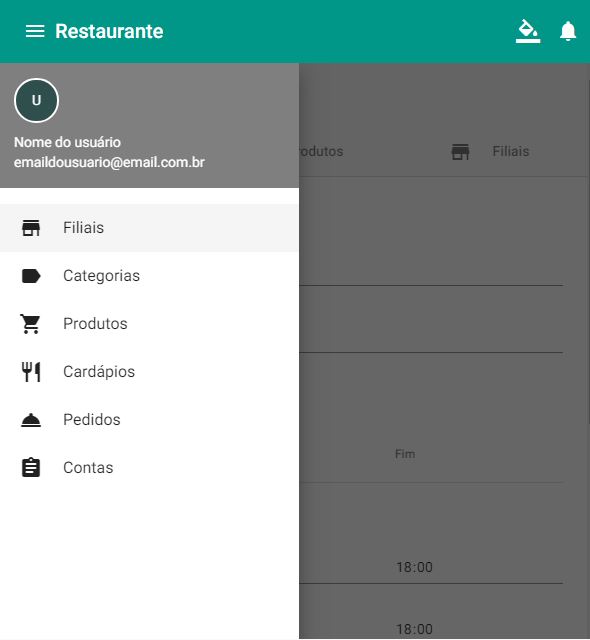 Restaurante
U
Nome do usuário
emaildousuario@email.com.br
rodutos
Filiais
Filiais
Categorias
Produtos
Cardápios
Pedidos
Contas
Fim
18:00
18:00